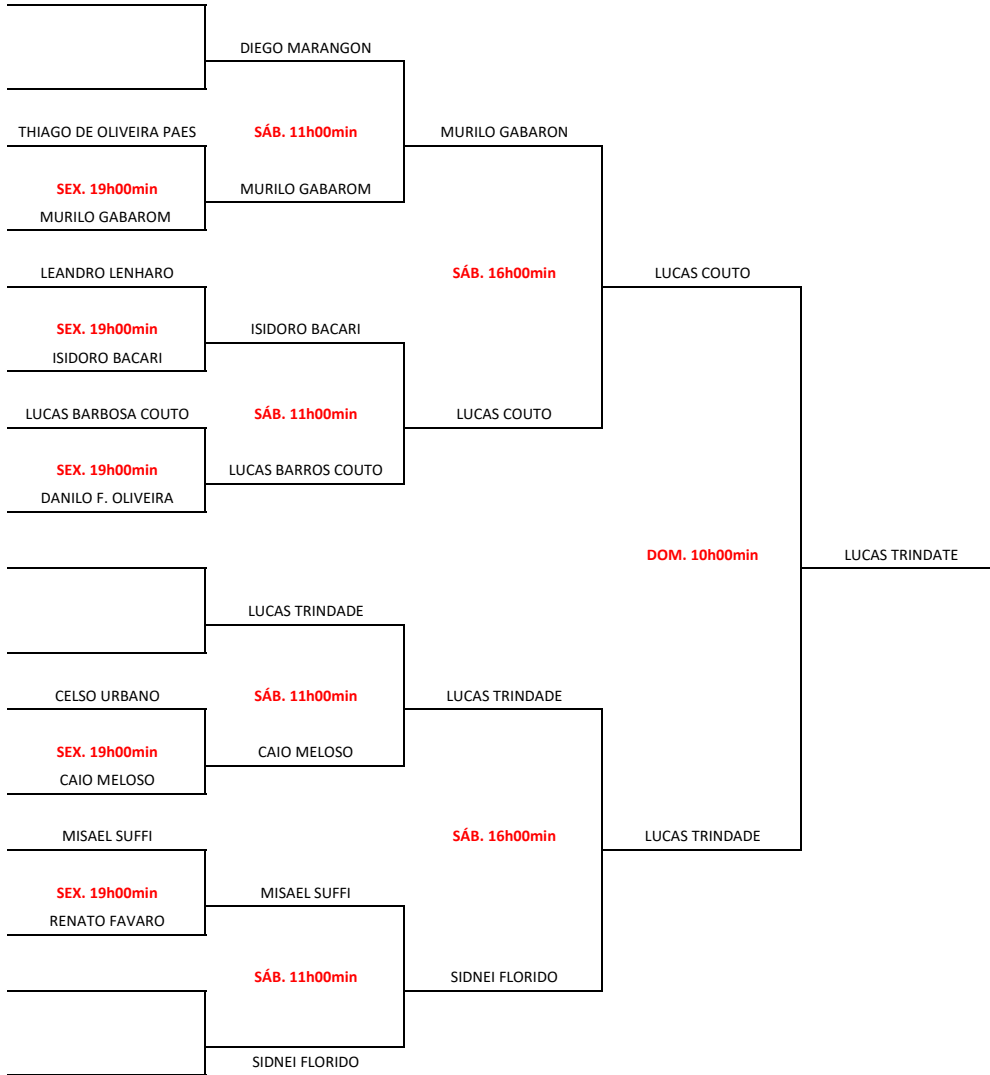 DIEGO MARANGON
THIAGO DE OLIVEIRA PAES
SÁB. 11h00min
MURILO GABARON
SEX. 19h00min
MURILO GABAROM
MURILO GABAROM
LEANDRO LENHARO
SÁB. 16h00min
LUCAS COUTO
SEX. 19h00min
ISIDORO BACARI
ISIDORO BACARI
LUCAS BARBOSA COUTO
SÁB. 11h00min
LUCAS COUTO
SEX. 19h00min
LUCAS BARROS COUTO
DANILO F. OLIVEIRA
DOM. 10h00min
LUCAS TRINDATE
LUCAS TRINDADE
CELSO URBANO
SÁB. 11h00min
LUCAS TRINDADE
SEX. 19h00min
CAIO MELOSO
CAIO MELOSO
MISAEL SUFFI
SÁB. 16h00min
LUCAS TRINDADE
SEX. 19h00min
MISAEL SUFFI
RENATO FAVARO
SÁB. 11h00min
SIDNEI FLORIDO
SIDNEI FLORIDO